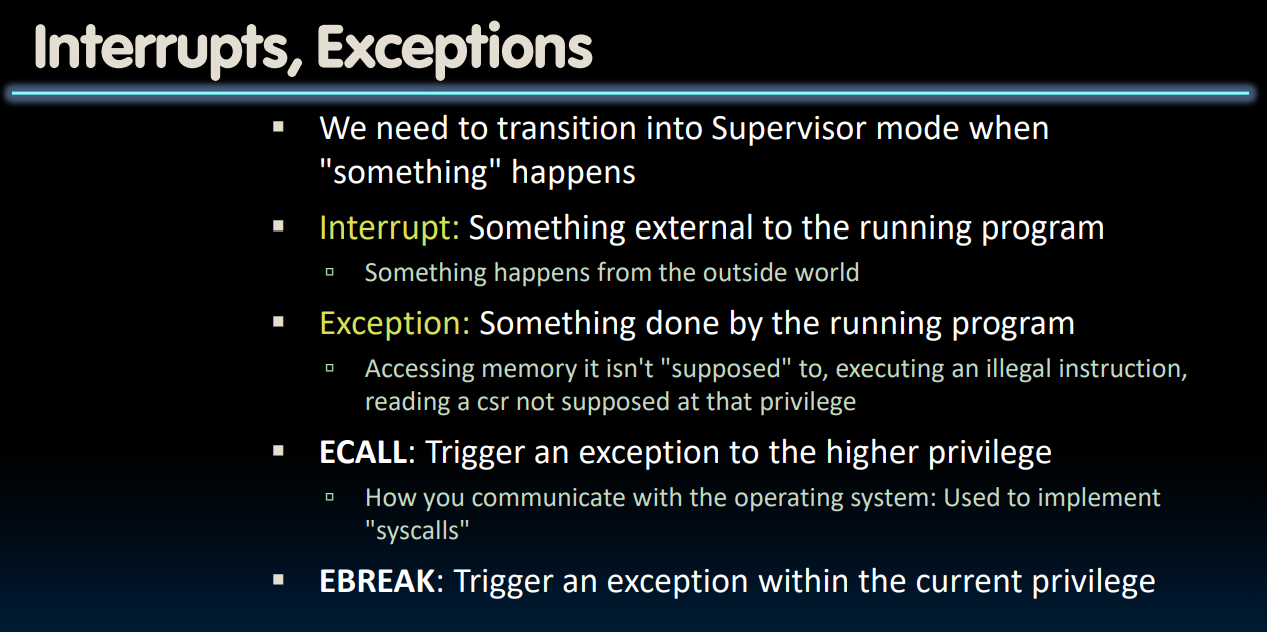 Interrupts, Exceptions
▪ We need to transition into Supervisor mode when
"something" happens
▪ Interrupt: Something external to the running program
▫ Something happens from the outside world
▪ Exception: Something done by the running program
▫ Accessing memory it isn't "supposed" to, executing an illegal instruction,
reading a csr not supposed at that privilege
▪ ECALL: Trigger an exception to the higher privilege
▫ How you communicate with the operating system: Used to implement
"syscalls"
▪ EBREAK: Trigger an exception within the current privilege